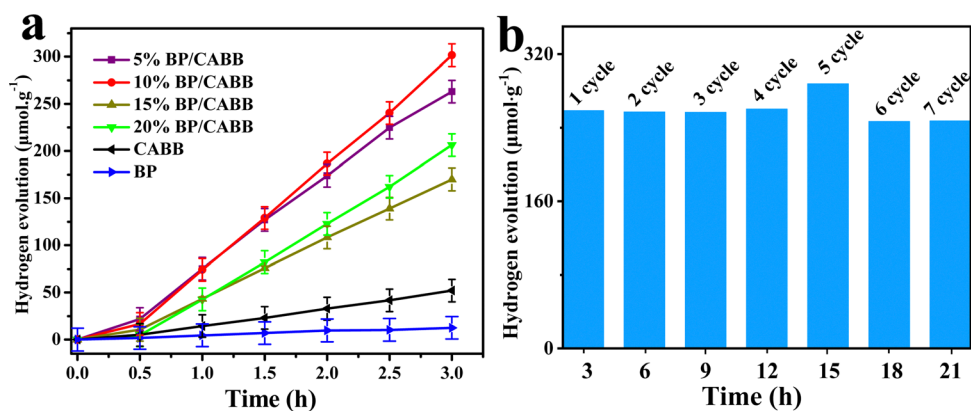 a
Hydrogen evolution (μmol·g⁻¹)
300
250
200
150
100
50
0
5% BP/CABB
10% BP/CABB
15% BP/CABB
20% BP/CABB
CABB
BP
0.0 0.5 1.0 1.5 2.0 2.5 3.0
Time (h)
b
Hydrogen evolution (μmol·g⁻¹)
320
160
0
1 cycle
2 cycle
3 cycle
4 cycle
5 cycle
6 cycle
7 cycle
3 6 9 12 15 18 21
Time (h)